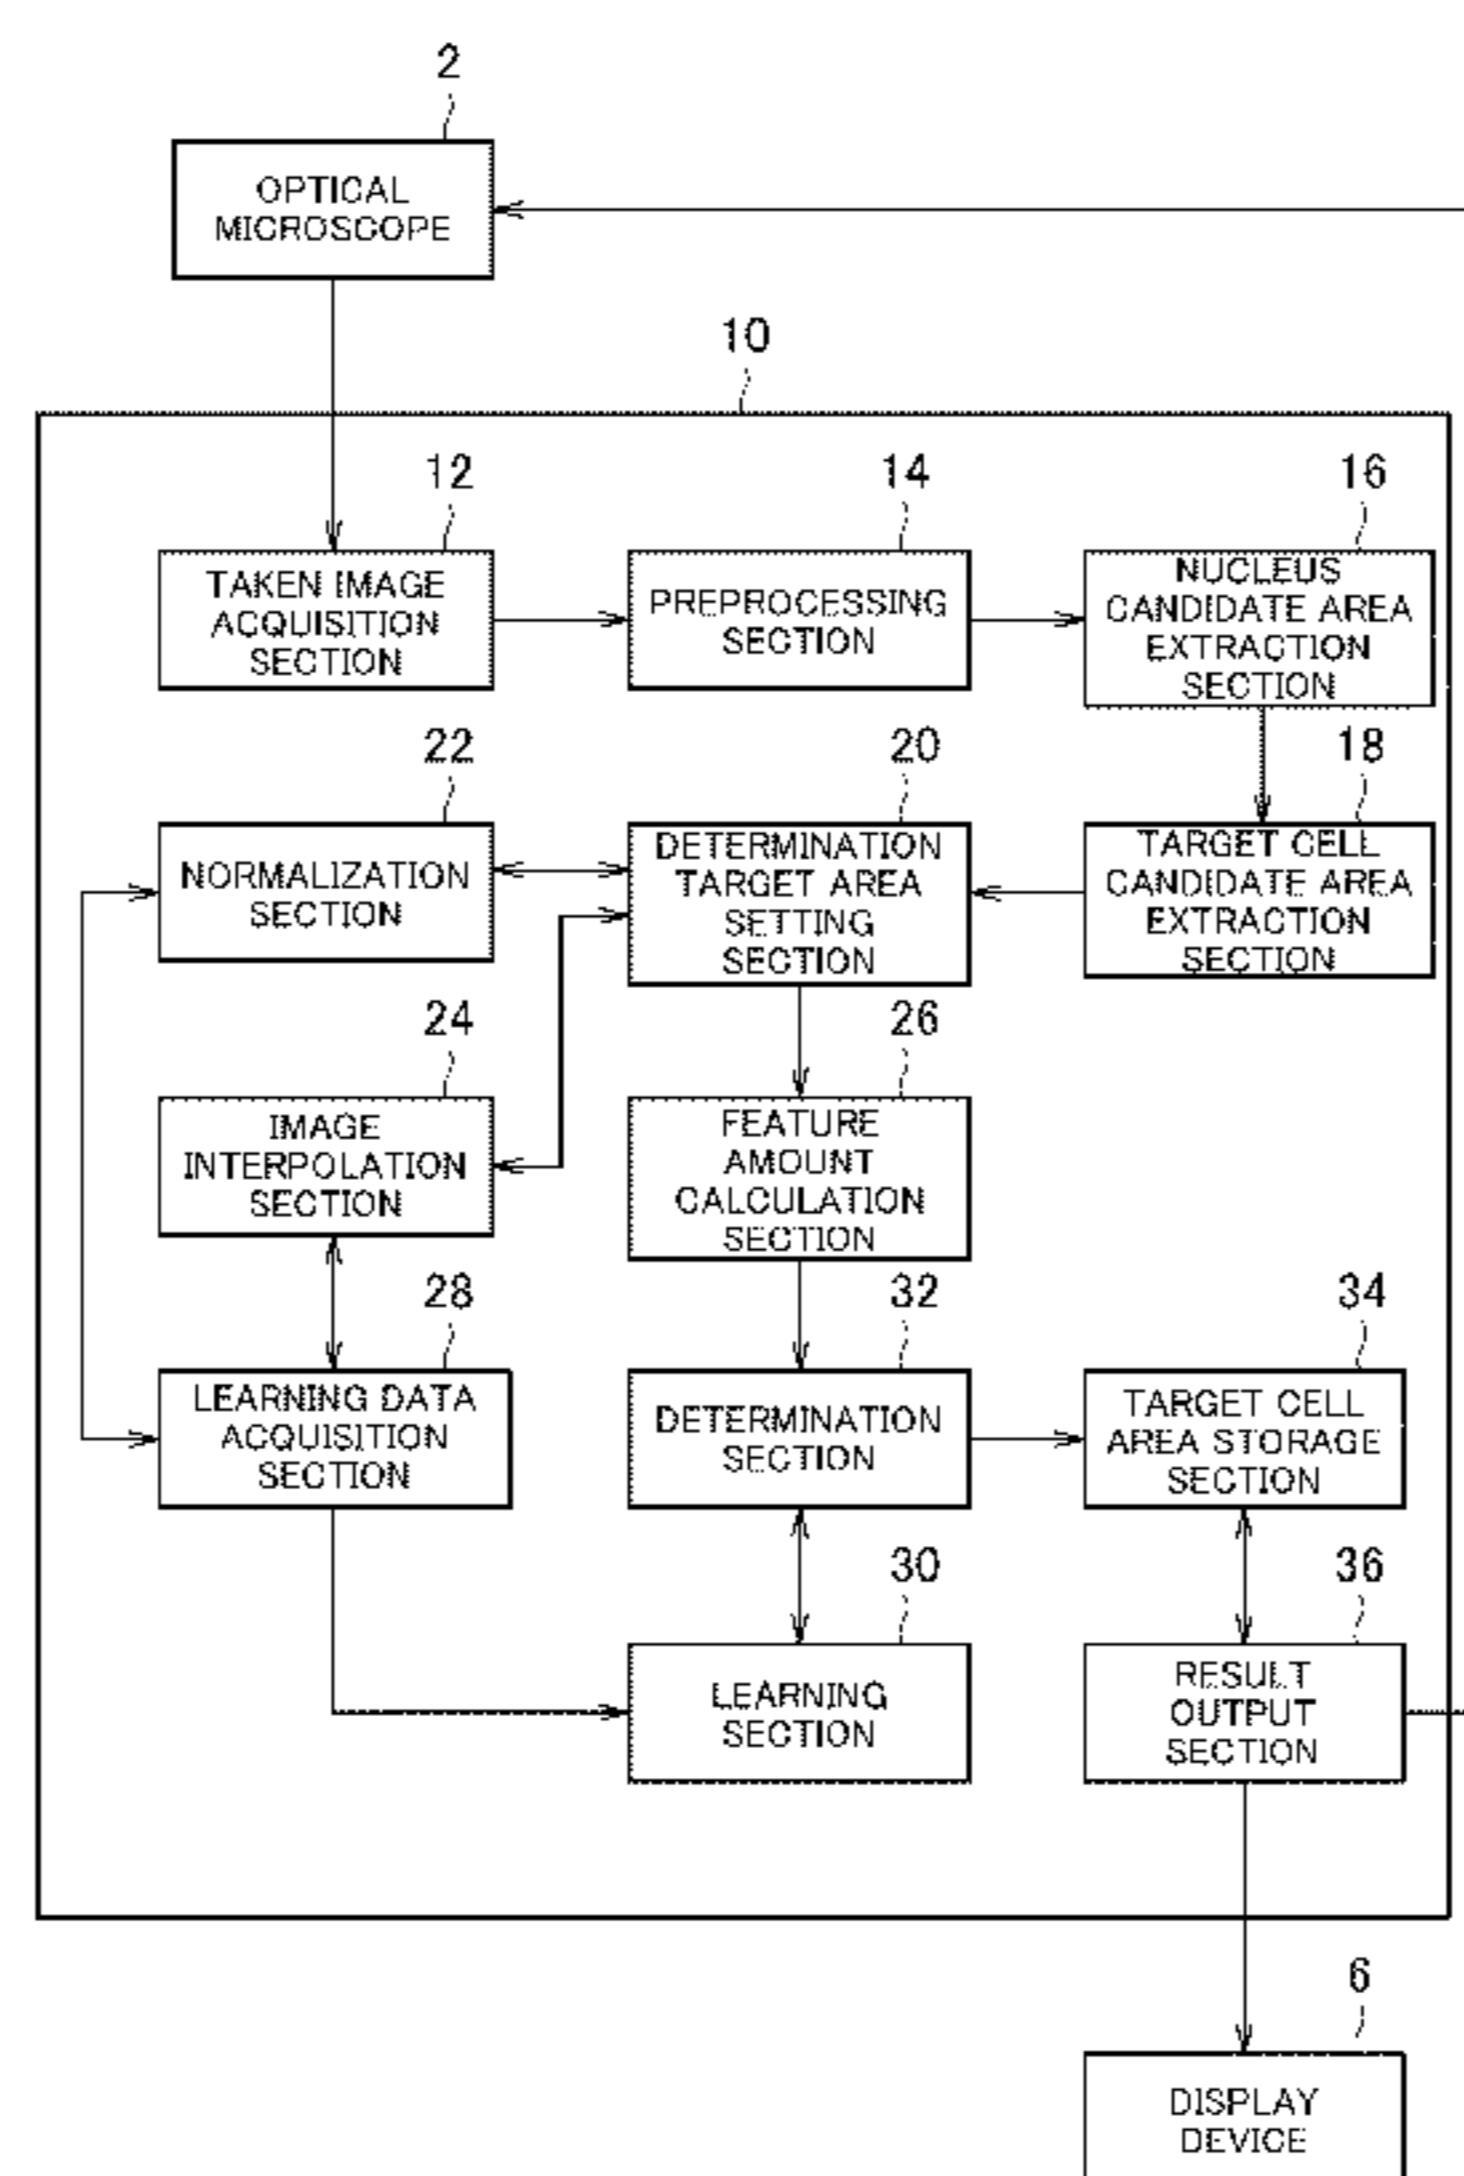 2
OPTICAL
MICROSCOPE
10
12
TAKEN IMAGE
ACQUISITION
SECTION
14
PREPROCESSING
SECTION
16
NUCLEUS
CANDIDATE AREA
EXTRACTION
SECTION
22
NORMALIZATION
SECTION
20
DETERMINATION
TARGET AREA
SETTING
SECTION
18
TARGET CELL
CANDIDATE AREA
EXTRACTION
SECTION
24
IMAGE
INTERPOLATION
SECTION
26
FEATURE
AMOUNT
CALCULATION
SECTION
28
LEARNING DATA
ACQUISITION
SECTION
32
DETERMINATION
SECTION
34
TARGET CELL
AREA STORAGE
SECTION
30
LEARNING
SECTION
36
RESULT
OUTPUT
SECTION
6
DISPLAY
DEVICE